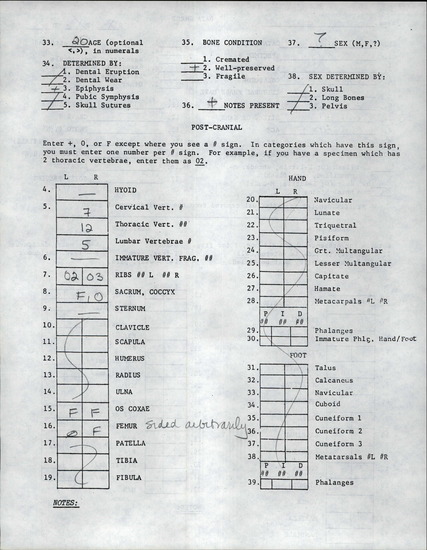 33. 20 AGE (optional
<,>), in numerals
34. DETERMINED BY:
1. Dental Eruption
2. Dental Wear
+ 3. Epiphysis
4. Pubic Symphysis
5. Skull Sutures
35. BONE CONDITION
1. Cremated
+ 2. Well-preserved
3. Fragile
36. + NOTES PRESENT
37. ? SEX (M,F,?)
38. SEX DETERMINED BY:
1. Skull
2. Long Bones
3. Pelvis
POST-CRANIAL
Enter +, 0, or F except where you see a # sign. In categories which have this sign,
you must enter one number per # sign. For example, if you have a specimen which has
2 thoracic vertebrae, enter them as 02.
L R
4. — HYOID
5. 7 Cervical Vert. #
12 Thoracic Vert. ##
5 Lumbar Vertebrae #
6. — IMMATURE VERT. FRAG. ##
7. 02 03 RIBS ## L ## R
8. F,0 SACRUM, COCCYX
9. — STERNUM
10. CLAVICLE
11. SCAPULA
12. HUMERUS
13. RADIUS
14. ULNA
15. F F OS COXAE
16. 0 F FEMUR sided arbitrarily
17. PATELLA
18. TIBIA
19. FIBULA
NOTES:
HAND
L R
20. Navicular
21. Lunate
22. Triquetral
23. Pisiform
24. Grt. Multangular
25. Lesser Multangular
26. Capitate
27. Hamate
28. Metacarpals #L #R
P I D
## ## ##
29. Phalanges
30. Immature Phlg. Hand/Foot
FOOT
31. Talus
32. Calcaneus
33. Navicular
34. Cuboid
35. Cuneiform 1
36. Cuneiform 2
37. Cuneiform 3
38. Metatarsals #L #R
P I D
## ## ##
39. Phalanges